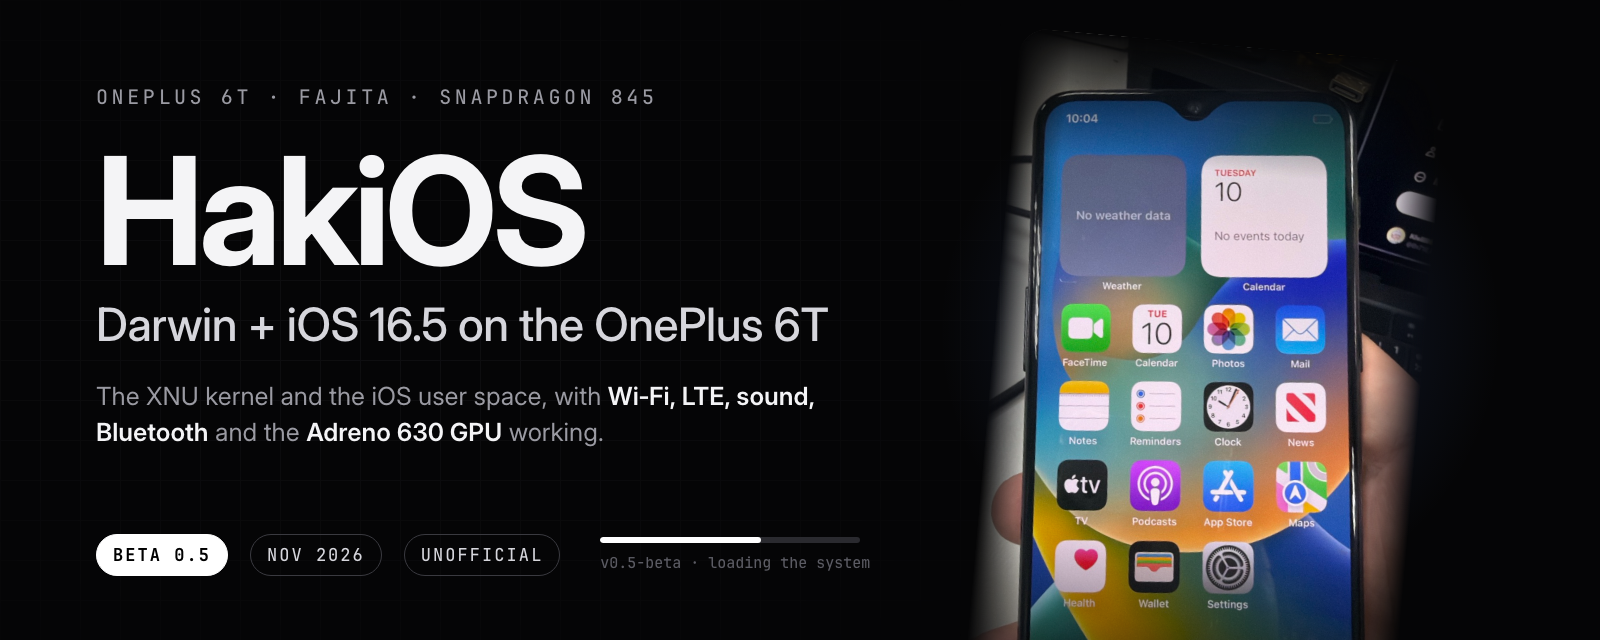 ONEPLUS 6T · FAJITA · SNAPDRAGON 845
HakiOS
Darwin + iOS 16.5 on the OnePlus 6T
The XNU kernel and the iOS user space, with Wi-Fi, LTE, sound,
Bluetooth and the Adreno 630 GPU working.
BETA 0.5
NOV 2026
UNOFFICIAL
v0.5-beta · loading the system
10:04
No weather data
TUESDAY
10
No events today
Weather
Calendar
TUE
10
FaceTime
Calendar
Photos
Mail
Notes
Reminders
Clock
News
tv
TV
Podcasts
App Store
Maps
Health
Wallet
Settings